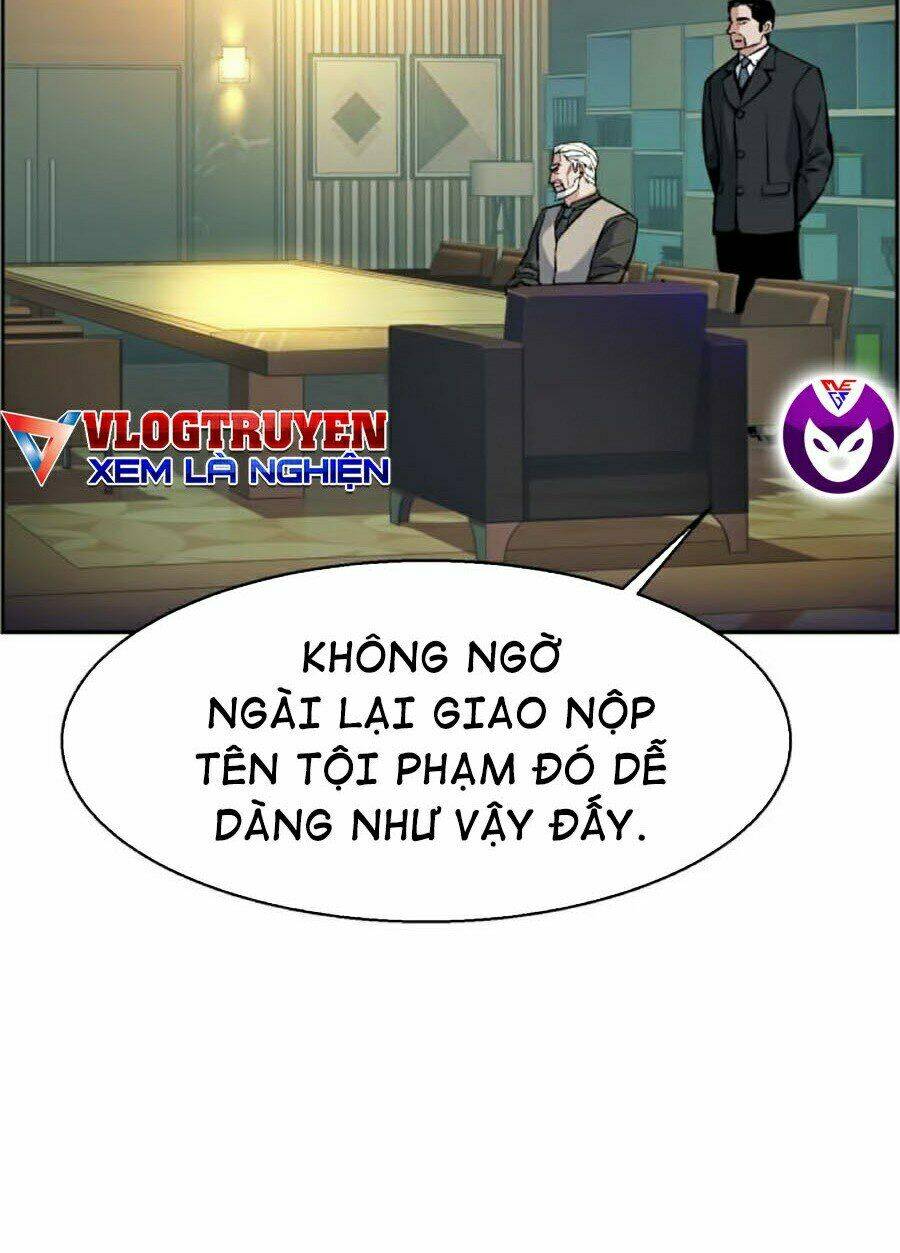 VLOGTRUYEN
XEM LÀ NGHIỆN
KHÔNG NGỜ
NGÀI LẠI GIAO NỘP
TÊN TỘI PHẠM ĐÓ DỄ
DÀNG NHƯ VẬY ĐẤY.